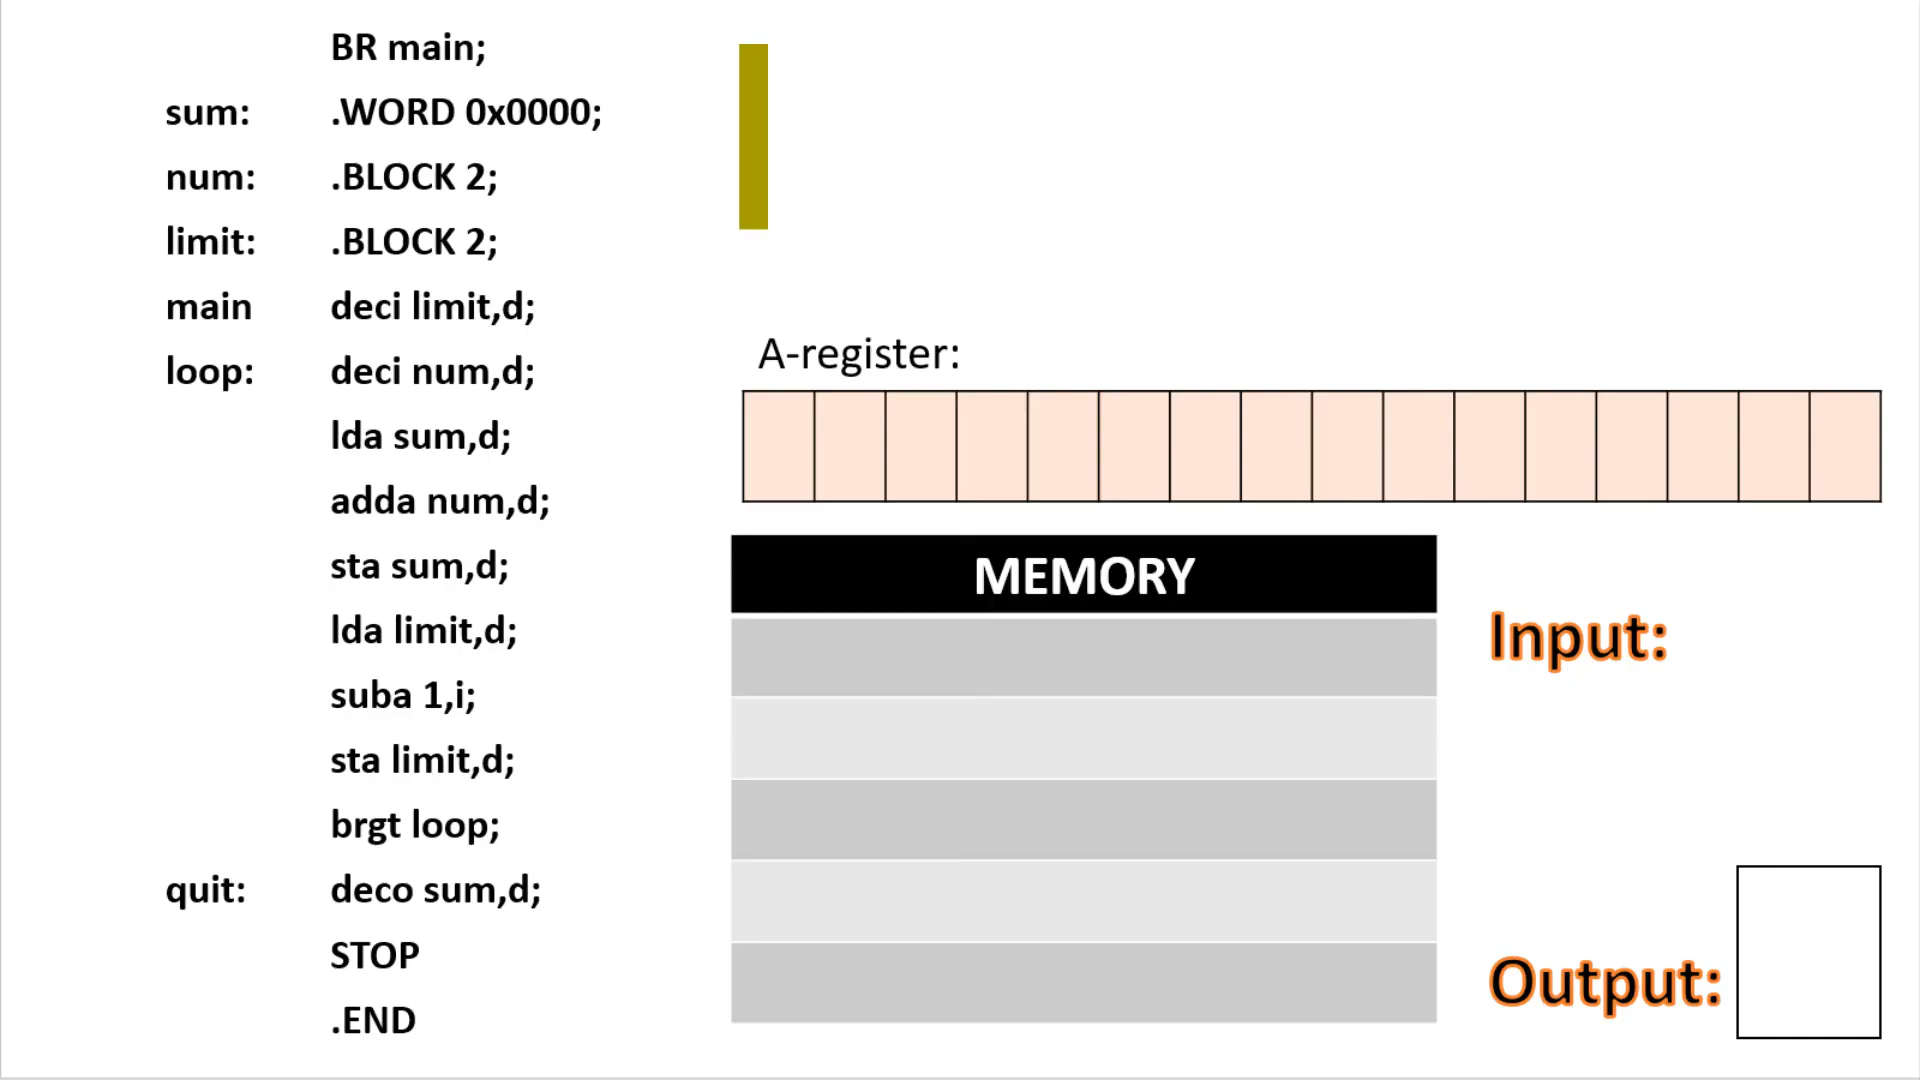 BR main;
sum: .WORD 0x0000;
num: .BLOCK 2;
limit: .BLOCK 2;
main deci limit,d;
loop: deci num,d;
lda sum,d;
adda num,d;
sta sum,d;
lda limit,d;
suba 1,i;
sta limit,d;
brgt loop;
quit: deco sum,d;
STOP
.END
A-register:
MEMORY
Input:
Output: